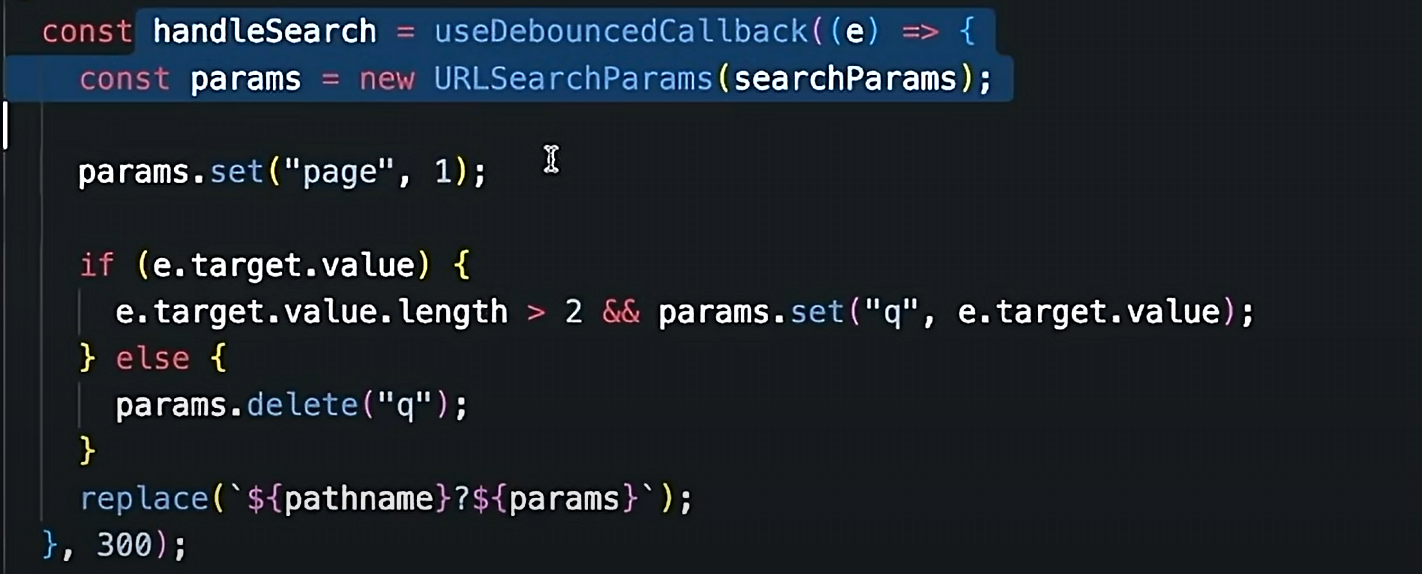 const handleSearch = useDebouncedCallback((e) => {
const params = new URLSearchParams(searchParams);
params.set("page", 1);
if (e.target.value) {
e.target.value.length > 2 && params.set("q", e.target.value);
} else {
params.delete("q");
}
replace(`${pathname}?${params}`);
}, 300);